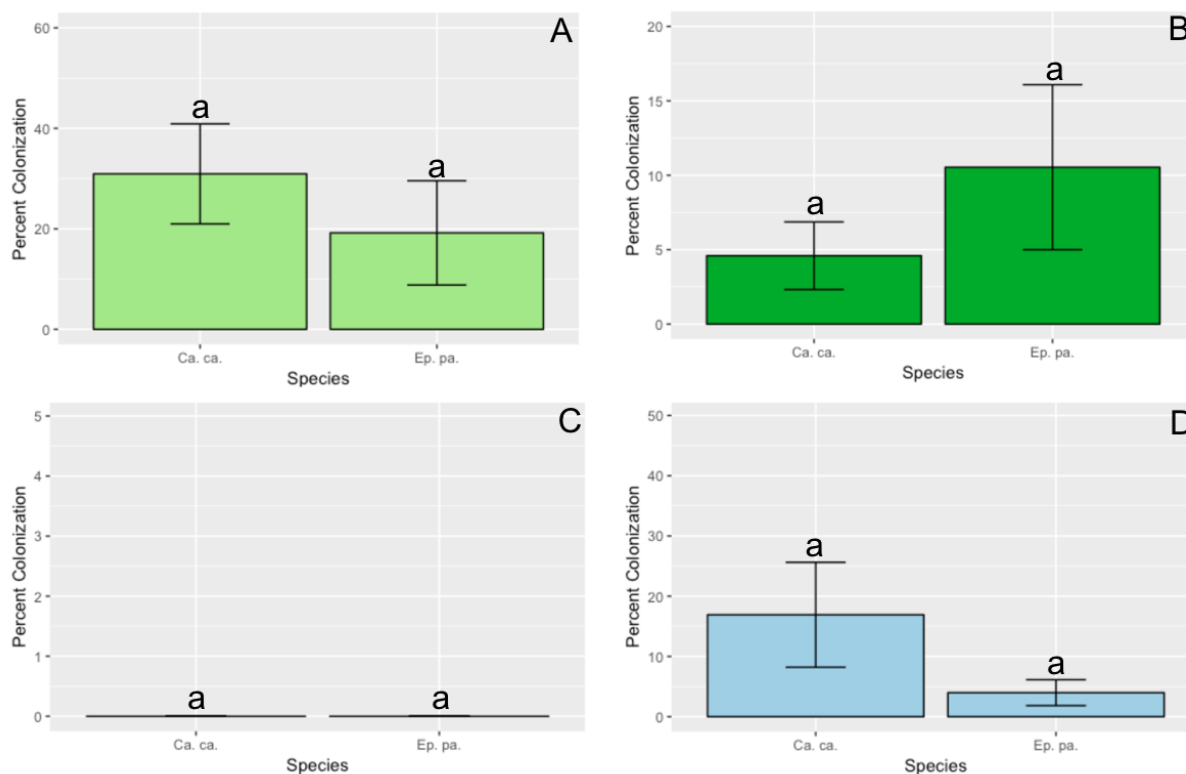 A
60
40
20
0
Percent Colonization
a
a
Ca. ca.
Ep. pa.
Species
B
20
15
10
5
0
Percent Colonization
a
a
Ca. ca.
Ep. pa.
Species
C
5
4
3
2
1
0
Percent Colonization
a
a
Ca. ca.
Ep. pa.
Species
D
50
40
30
20
10
0
Percent Colonization
a
a
Ca. ca.
Ep. pa.
Species